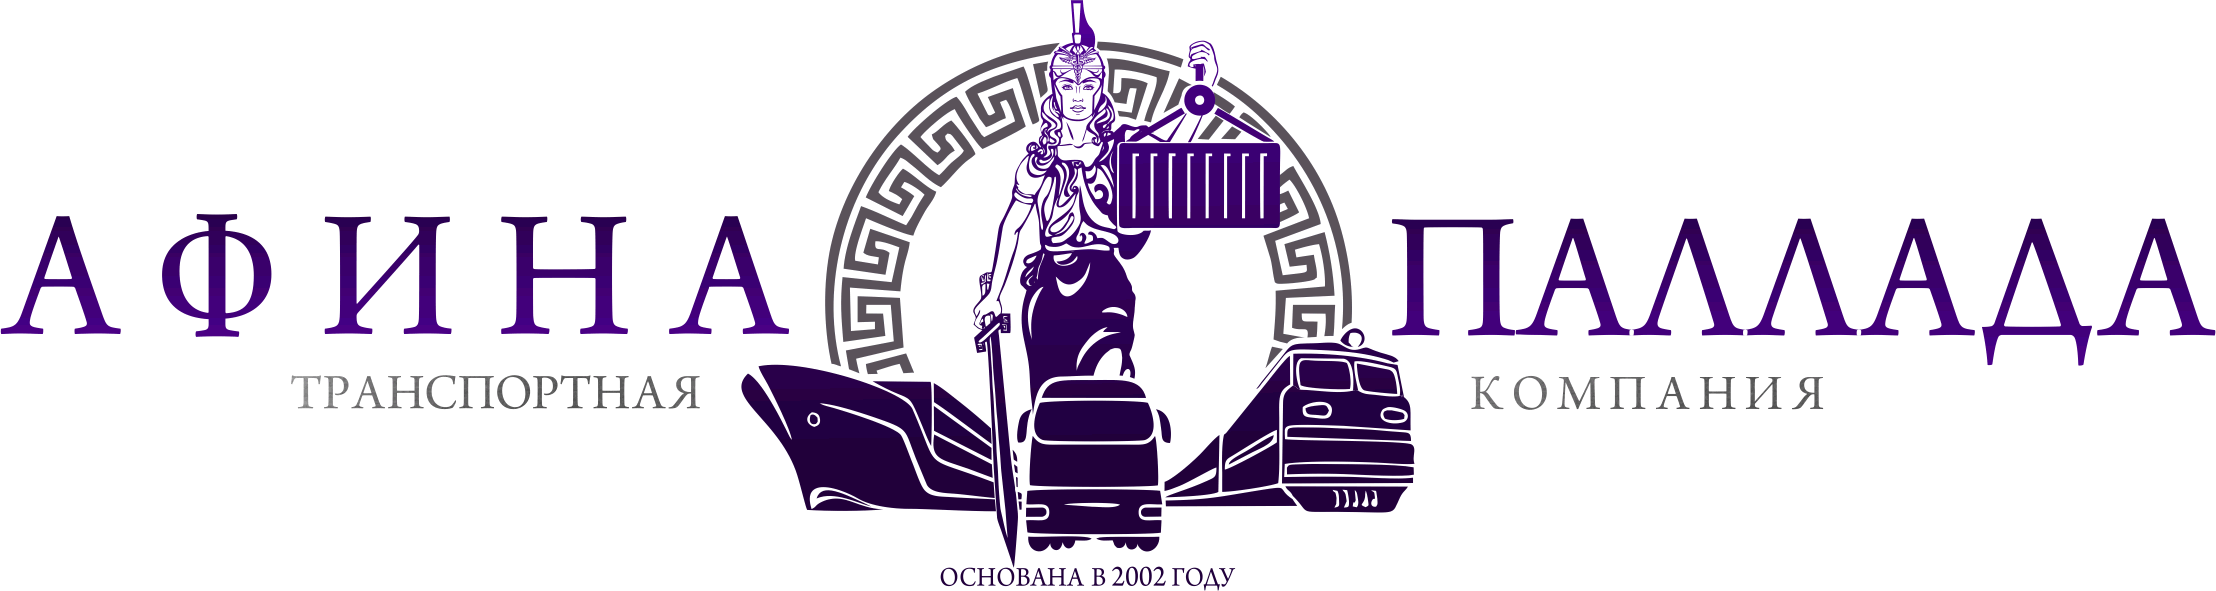 АФИНА ПАЛЛАДА
ТРАНСПОРТНАЯ КОМПАНИЯ
ОСНОВАНА В 2002 ГОДУ